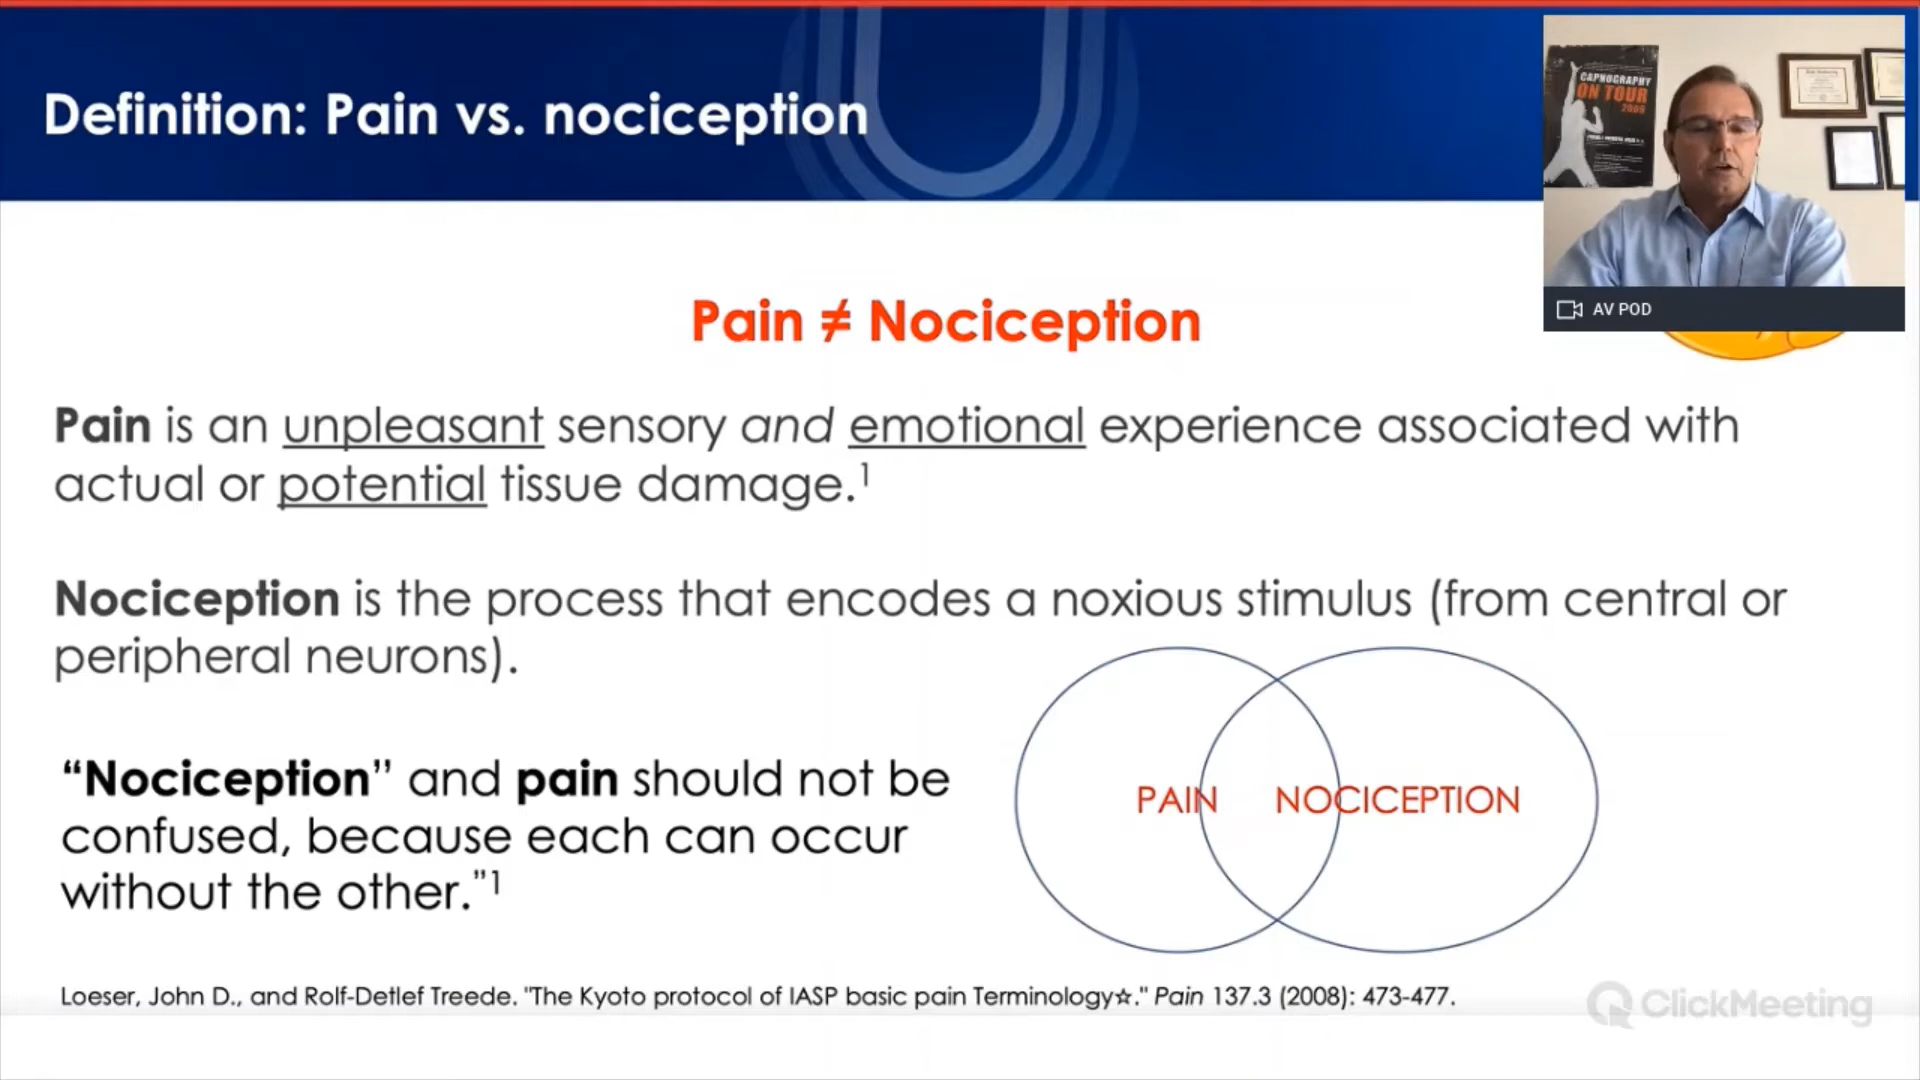 Definition: Pain vs. nociception
CAPNOGRAPHY
ON TOUR
2009
AV POD
Pain ≠ Nociception
Pain is an unpleasant sensory and emotional experience associated with
actual or potential tissue damage.1
Nociception is the process that encodes a noxious stimulus (from central or
peripheral neurons).
“Nociception” and pain should not be
confused, because each can occur
without the other.”1
PAIN
NOCICEPTION
Loeser, John D., and Rolf-Detlef Treede. "The Kyoto protocol of IASP basic pain Terminology☆." Pain 137.3 (2008): 473-477.
ClickMeeting